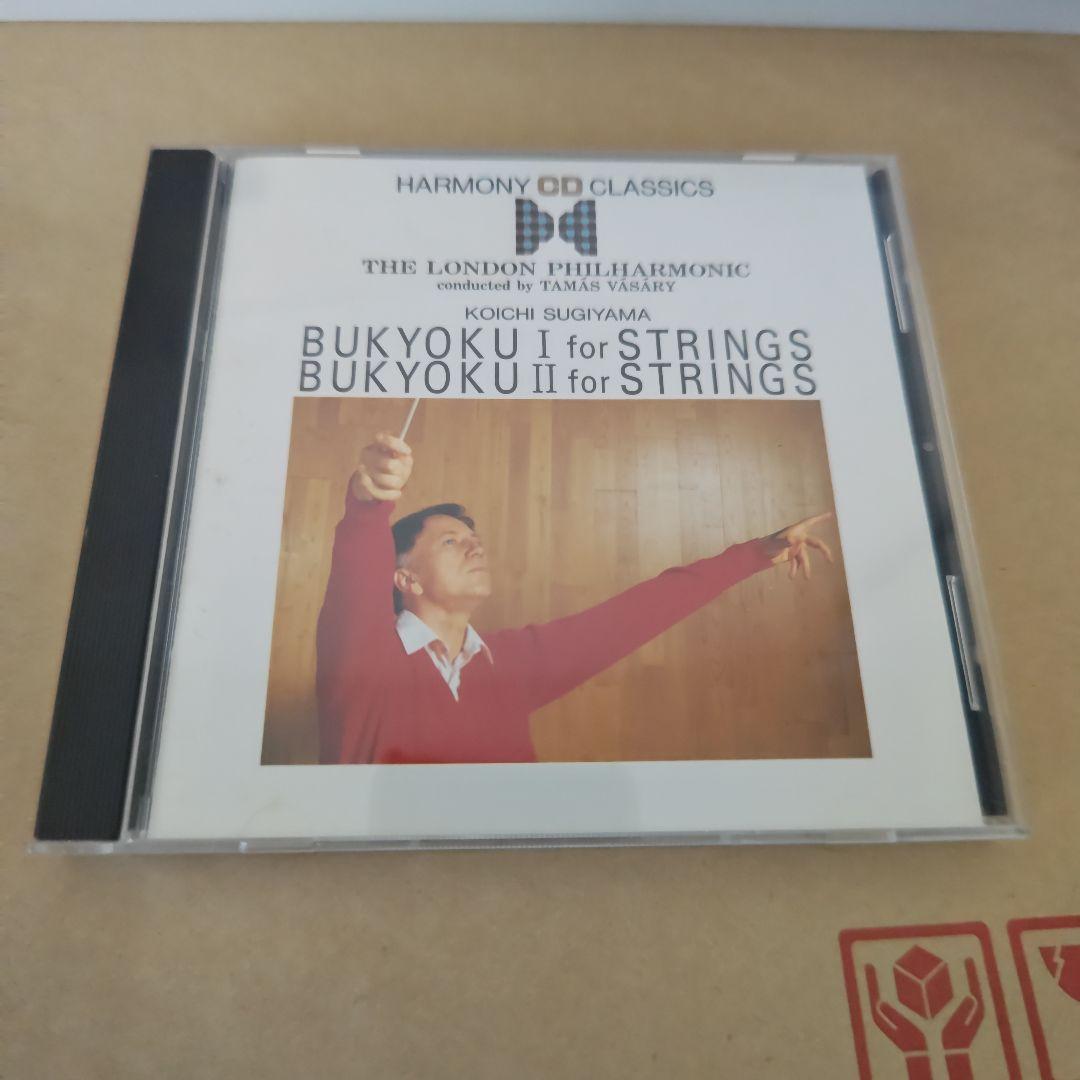 HARMONY CD CLASSICS
THE LONDON PHILHARMONIC
conducted by TAMÁS VÁSÁRY
KOICHI SUGIYAMA
BUKYOKU I for STRINGS
BUKYOKU II for STRINGS